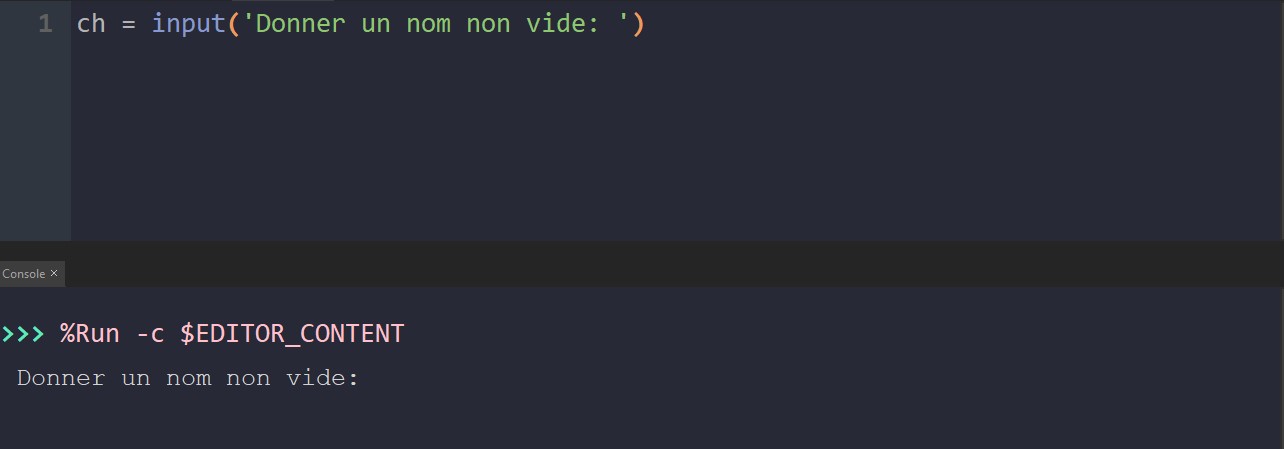 1 ch = input('Donner un nom non vide: ')
Console ×
>>> %Run -c $EDITOR_CONTENT
Donner un nom non vide: